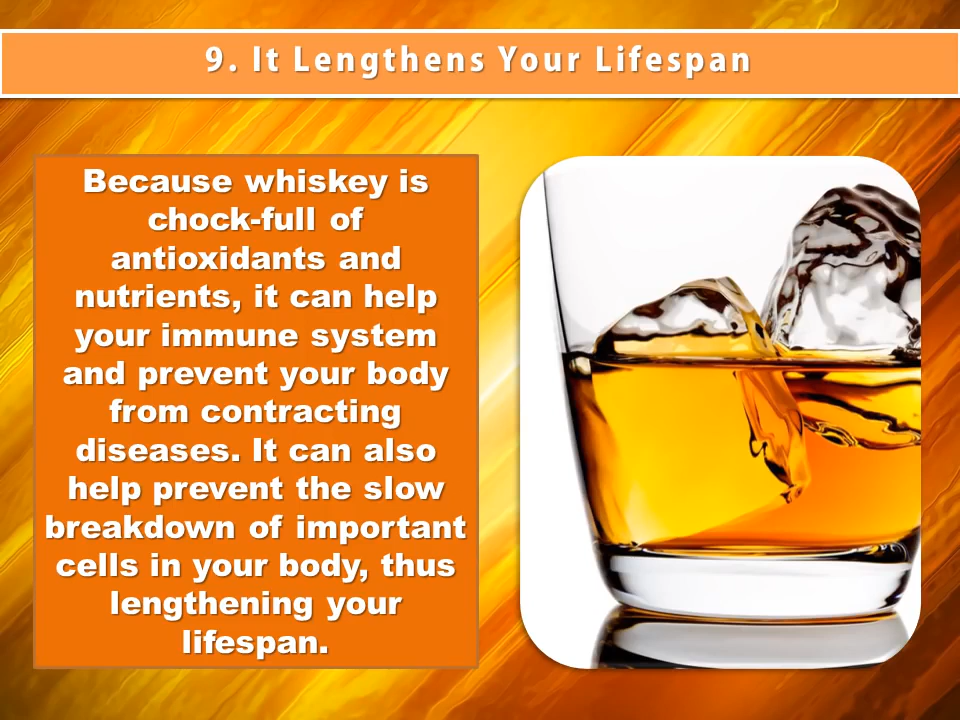 9. It Lengthens Your Lifespan
Because whiskey is
chock-full of
antioxidants and
nutrients, it can help
your immune system
and prevent your body
from contracting
diseases. It can also
help prevent the slow
breakdown of important
cells in your body, thus
lengthening your
lifespan.